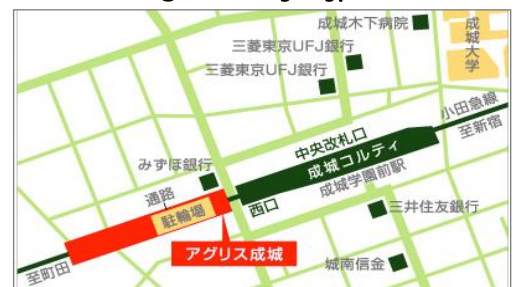 成城木下病院
成城大学
三菱東京UFJ銀行
三菱東京UFJ銀行
小田急線
至新宿
中央改札口
成城コルティ
成城学園前駅
みずほ銀行
通路
駐輪場
西口
三井住友銀行
アグリス成城
城南信金
至町田